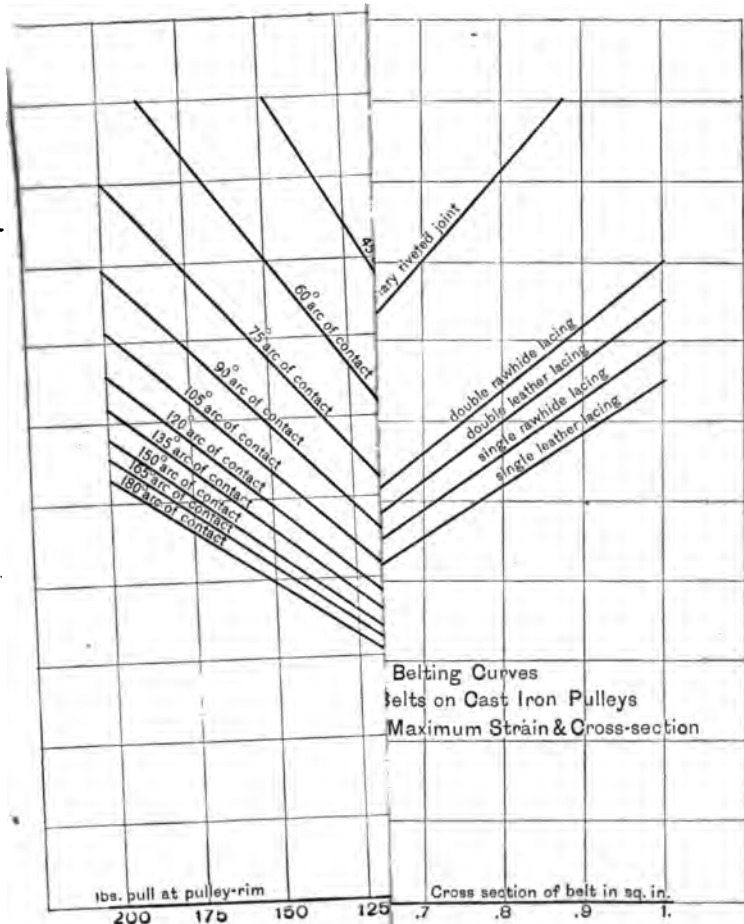 45
ary riveted joint
60° arc of contact
75° arc of contact
90° arc of contact
105° arc of contact
120° arc of contact
135° arc of contact
150° arc of contact
165° arc of contact
180° arc of contact
double rawhide lacing
double leather lacing
single rawhide lacing
single leather lacing
Belting Curves
Belts on Cast Iron Pulleys
Maximum Strain & Cross-section
lbs. pull at pulley-rim
Cross section of belt in sq. in.
200 175 150 125 .7 .8 .9 1.